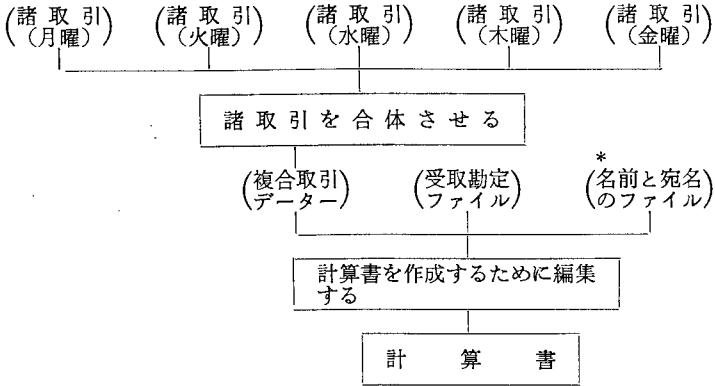 (諸取引) (諸取引) (諸取引) (諸取引) (諸取引)
(月曜) (火曜) (水曜) (木曜) (金曜)
諸取引を合体させる
*
(複合取引 (受取勘定 (名前と宛名
データー) ファイル) のファイル)
計算書を作成するために編集
する
計算書